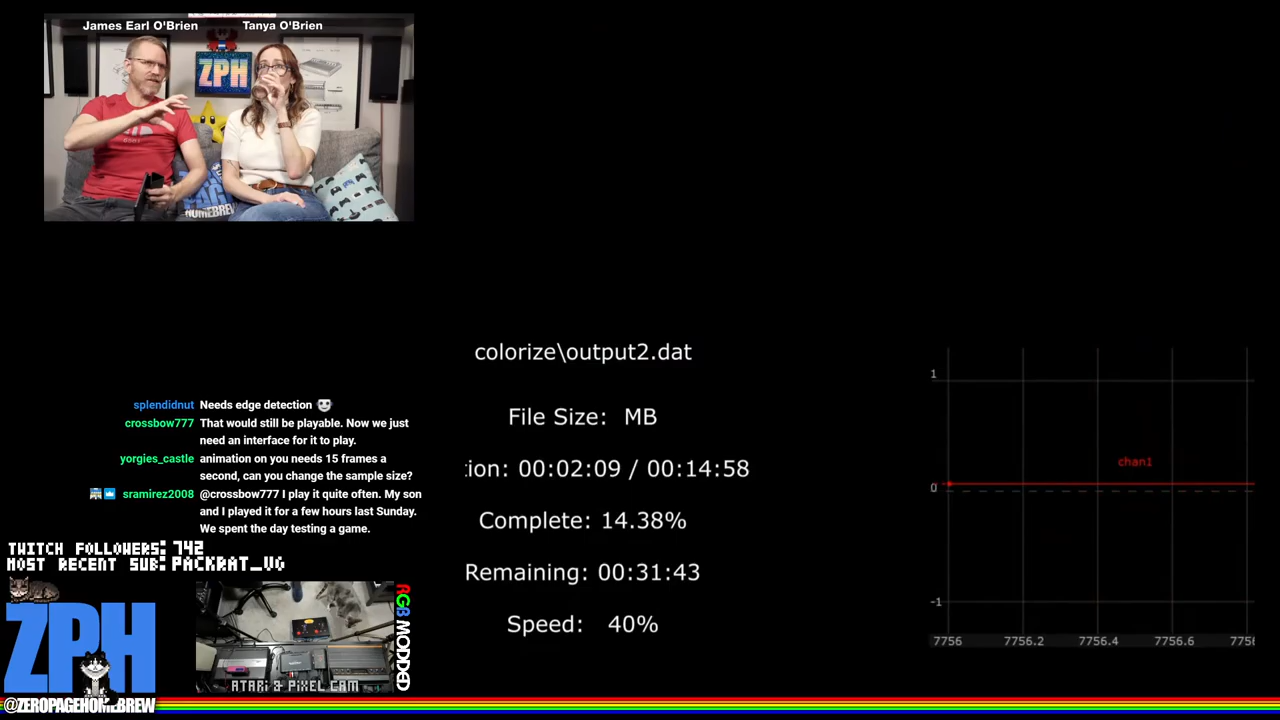 James Earl O'Brien
Tanya O'Brien
ZPH
HOMEBREW
colorize\output2.dat
File Size: MB
ion: 00:02:09 / 00:14:58
Complete: 14.38%
Remaining: 00:31:43
Speed: 40%
1
0
-1
chan1
7756
7756.2
7756.4
7756.6
splendidnut Needs edge detection
crossbow777 That would still be playable. Now we just
need an interface for it to play.
yorgies_castle animation on you needs 15 frames a
second, can you change the sample size?
sramirez2008 @crossbow777 I play it quite often. My son
and I played it for a few hours last Sunday.
We spent the day testing a game.
TWITCH FOLLOWERS: 742
MOST RECENT SUB: PACKRAT_VG
ZPH
@ZEROPAGEHOMEBREW
ATARI & PIXEL CAM
RGB MODDED